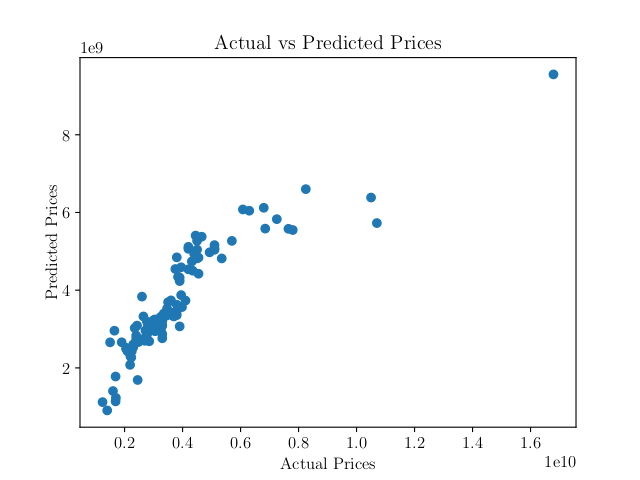 Actual vs Predicted Prices
1e9
8
6
4
2
Predicted Prices
0.2 0.4 0.6 0.8 1.0 1.2 1.4 1.6
Actual Prices
1e10